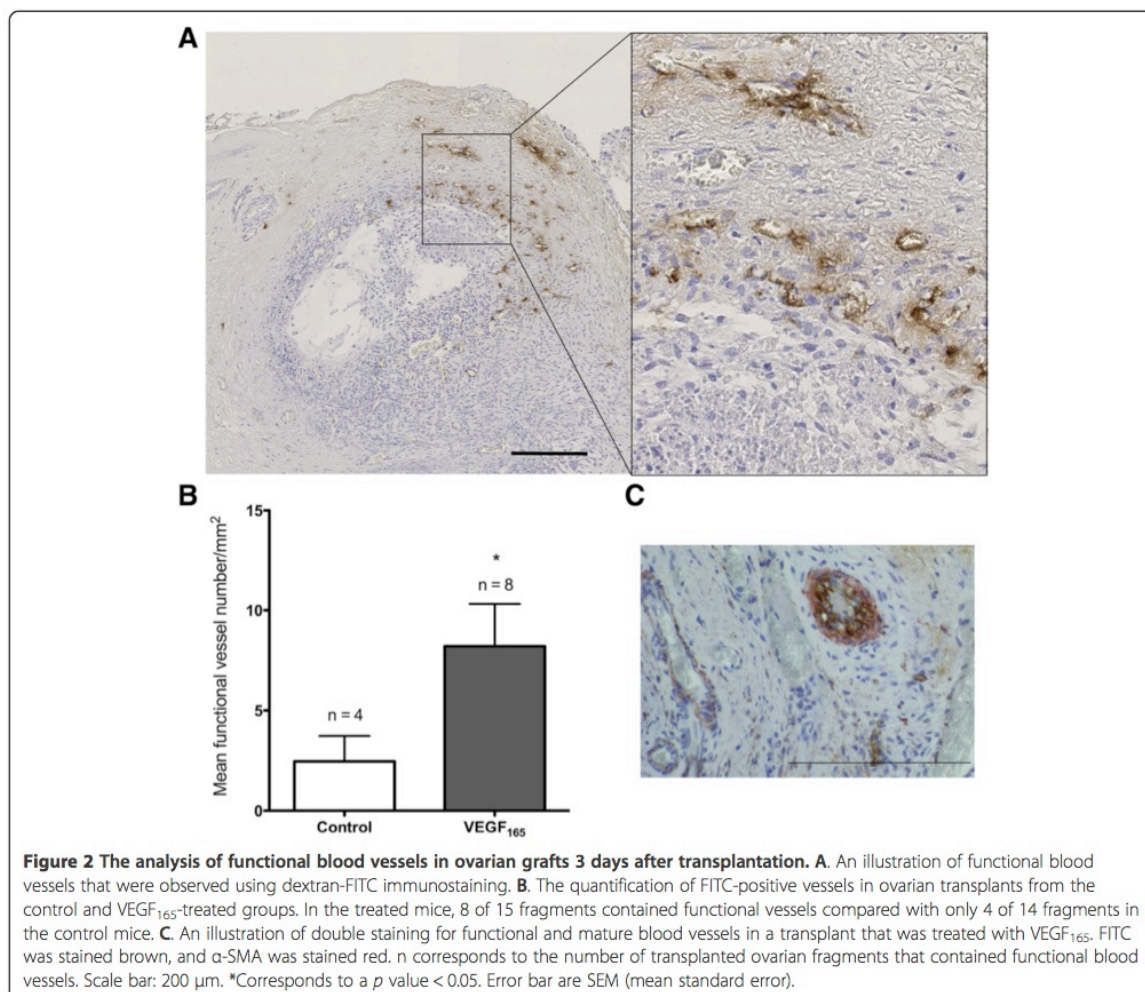 A
B
C
15
10
5
0
Mean functional vessel number/mm²
n = 4
*
n = 8
Control
VEGF₁₆₅
Figure 2 The analysis of functional blood vessels in ovarian grafts 3 days after transplantation. A. An illustration of functional blood
vessels that were observed using dextran-FITC immunostaining. B. The quantification of FITC-positive vessels in ovarian transplants from the
control and VEGF₁₆₅-treated groups. In the treated mice, 8 of 15 fragments contained functional vessels compared with only 4 of 14 fragments in
the control mice. C. An illustration of double staining for functional and mature blood vessels in a transplant that was treated with VEGF₁₆₅. FITC
was stained brown, and α-SMA was stained red. n corresponds to the number of transplanted ovarian fragments that contained functional blood
vessels. Scale bar: 200 μm. *Corresponds to a p value < 0.05. Error bar are SEM (mean standard error).